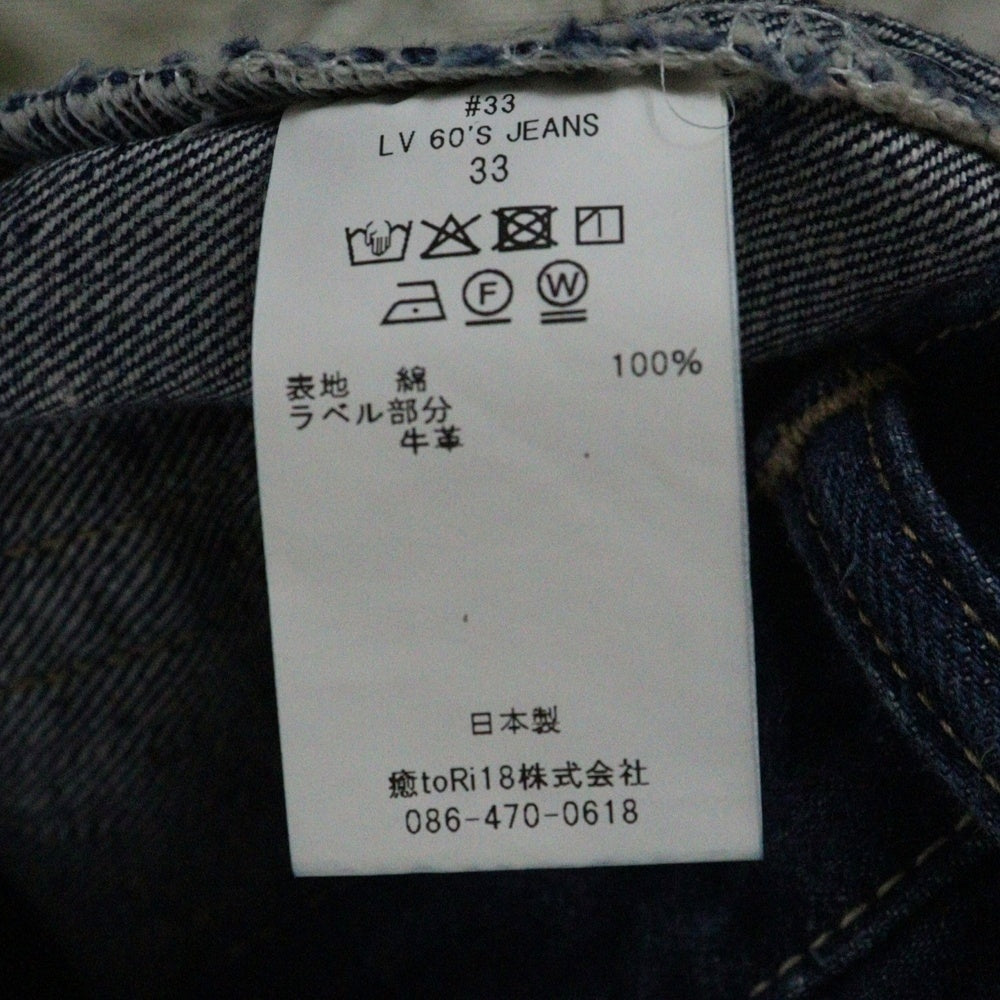 #33
LV 60'S JEANS
33
F W
表地 綿 100%
ラベル部分
牛革
日本製
癒toRi18株式会社
086-470-0618